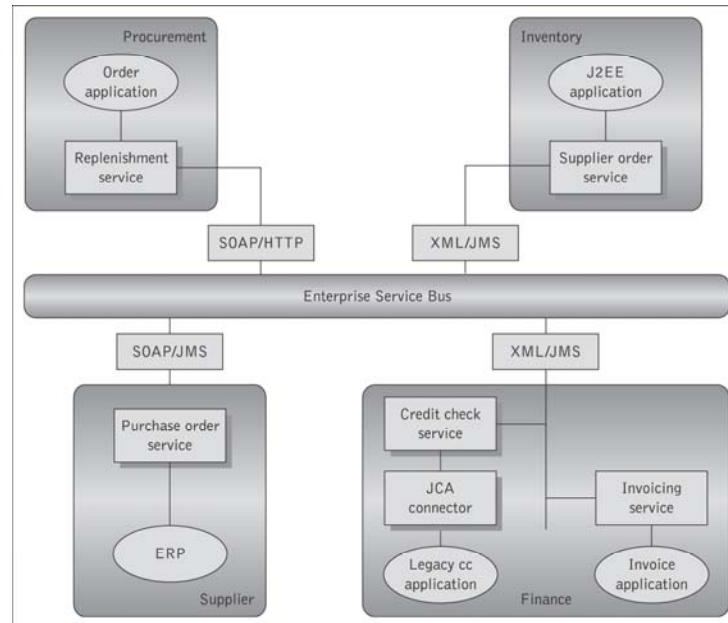 Procurement
Order
application
Replenishment
service
Inventory
J2EE
application
Supplier order
service
SOAP/HTTP
XML/JMS
Enterprise Service Bus
SOAP/JMS
XML/JMS
Purchase order
service
ERP
Supplier
Credit check
service
JCA
connector
Legacy cc
application
Invoicing
service
Invoice
application
Finance